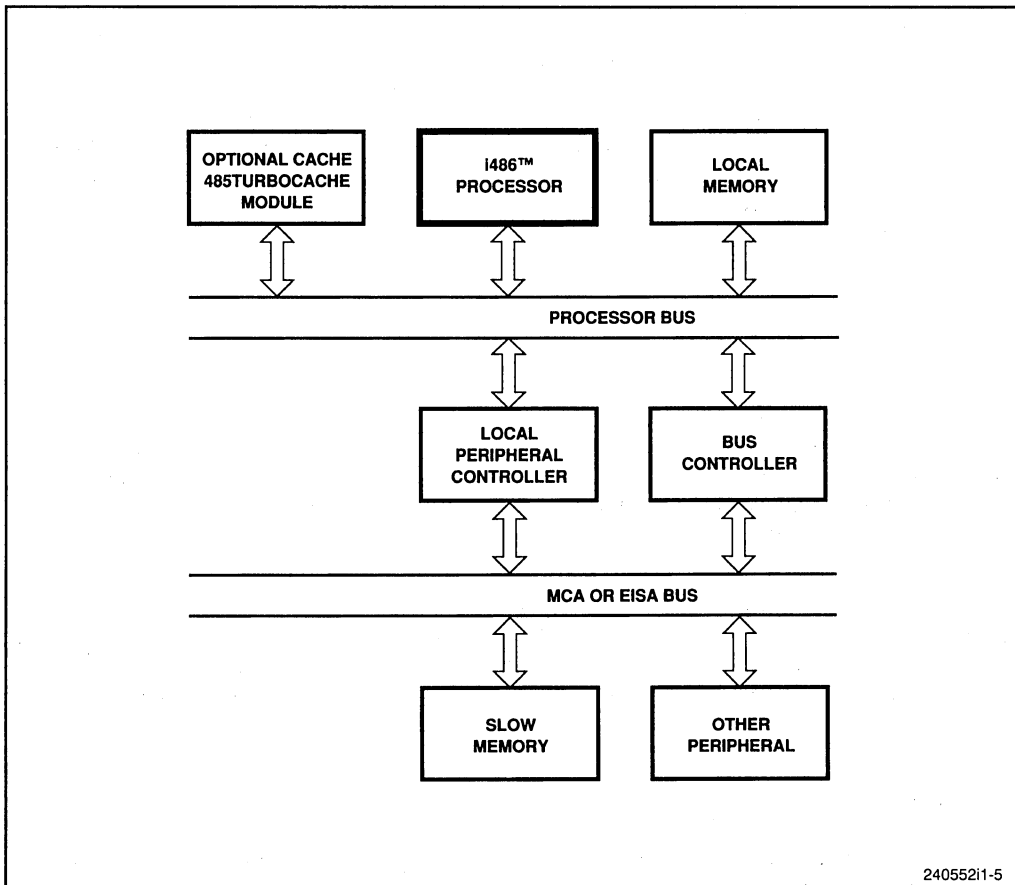 OPTIONAL CACHE
485TURBOCACHE
MODULE
i486™
PROCESSOR
LOCAL
MEMORY
PROCESSOR BUS
LOCAL
PERIPHERAL
CONTROLLER
BUS
CONTROLLER
MCA OR EISA BUS
SLOW
MEMORY
OTHER
PERIPHERAL
240552i1-5